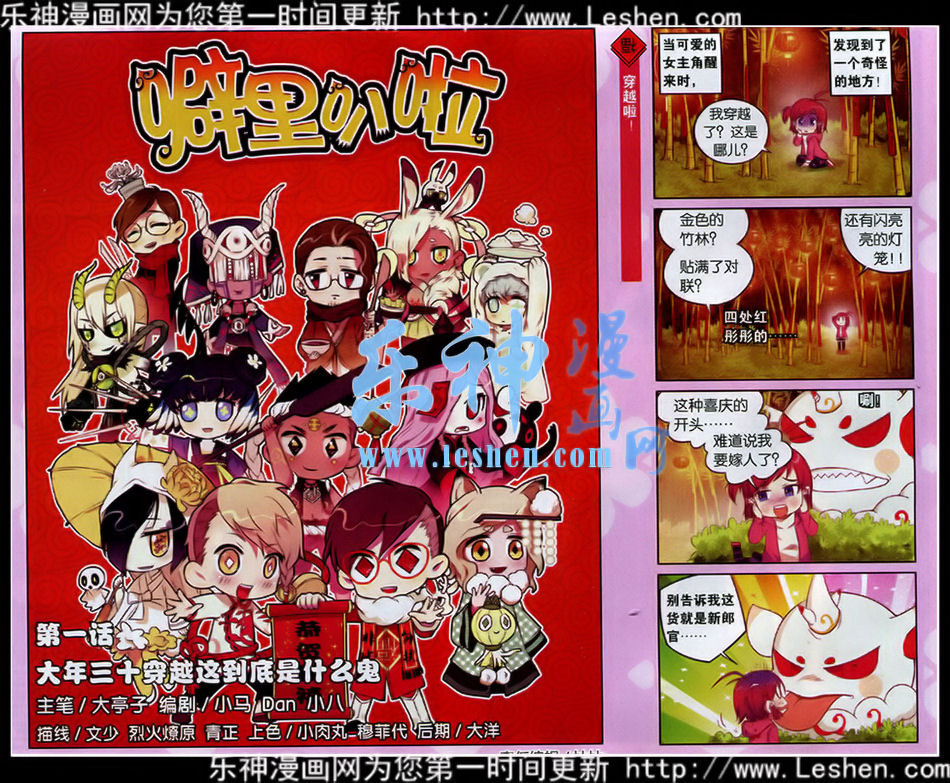 乐神漫画网为您第一时间更新 http://www.Leshen.com
噼里叭啦
第一话
大年三十穿越这到底是什么鬼
主笔/大亭子 编剧/小马 Dan 小八
描线/文少 烈火燎原 青正 上色/小肉丸-穆菲代 后期/大洋
恭贺
乐神漫画网
www.leshen.com
穿越啦！
当可爱的
女主角醒
来时，
发现到了
一个奇怪
的地方！
我穿越
了？这是
哪儿？
金色的
竹林？
贴满了对
联？
还有闪亮
亮的灯
笼！！
四处红
彤彤的……
这种喜庆的
开头……
难道说我
要嫁人了？
别告诉我这
货就是新郎
官……
乐神漫画网为您第一时间更新 http://www.Leshen.com